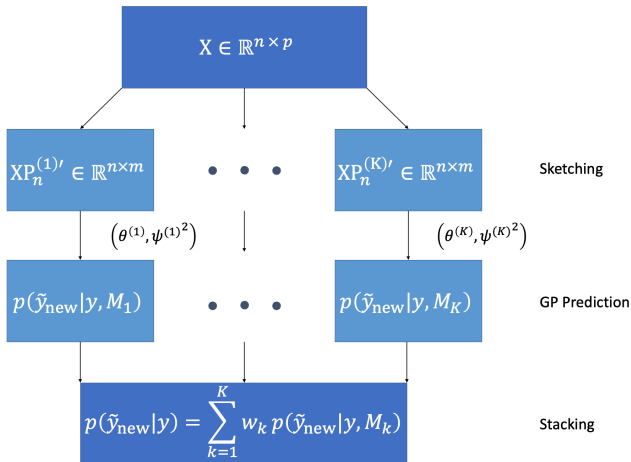 X ∈ ℝ^{n × p}
XP_n^{(1)′} ∈ ℝ^{n×m} • • • XP_n^{(K)′} ∈ ℝ^{n×m} Sketching
(θ^{(1)}, ψ^{(1)^2}) (θ^{(K)}, ψ^{(K)^2})
p(ỹ_new|y, M_1) • • • p(ỹ_new|y, M_K) GP Prediction
p(ỹ_new|y) = ∑_{k=1}^{K} w_k p(ỹ_new|y, M_k) Stacking